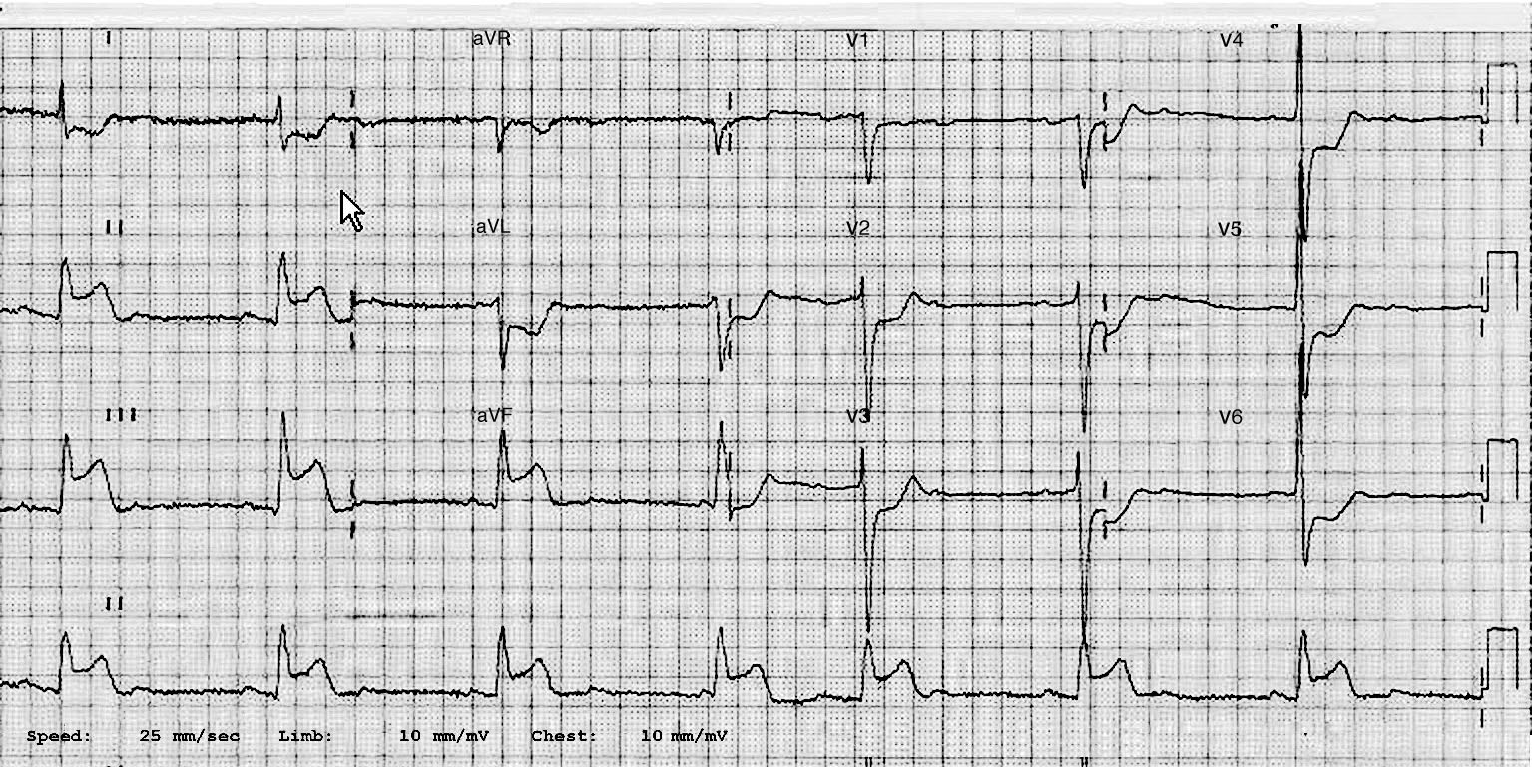 I aVR V1 V4
II aVL V2 V5
III aVF V3 V6
II
Speed: 25 mm/sec Limb: 10 mm/mV Chest: 10 mm/mV